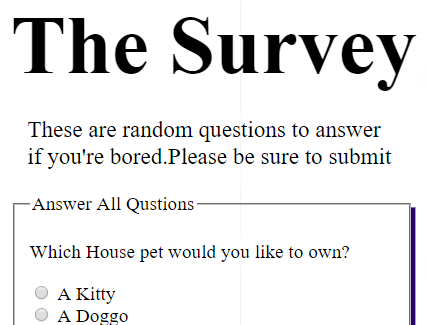 The Survey
These are random questions to answer
if you're bored.Please be sure to submit
Answer All Qustions
Which House pet would you like to own?
A Kitty
A Doggo